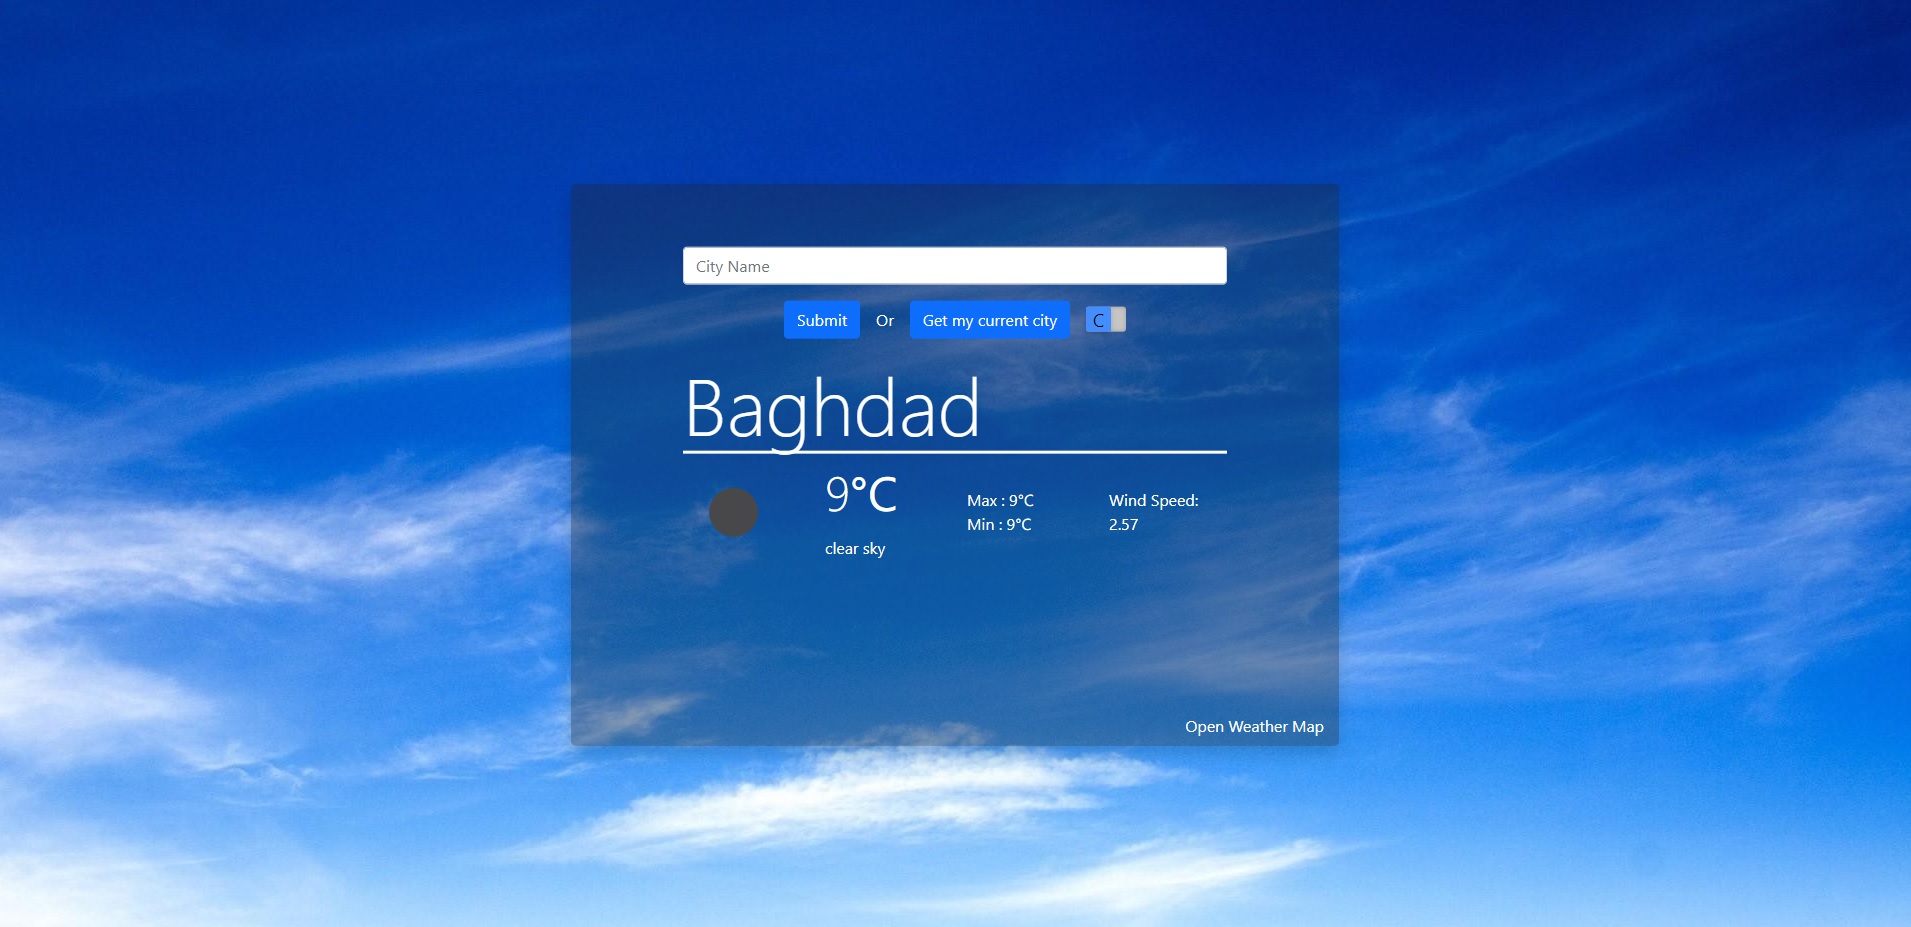 City Name
Submit Or Get my current city C
Baghdad
9°C
clear sky
Max : 9°C
Min : 9°C
Wind Speed:
2.57
Open Weather Map